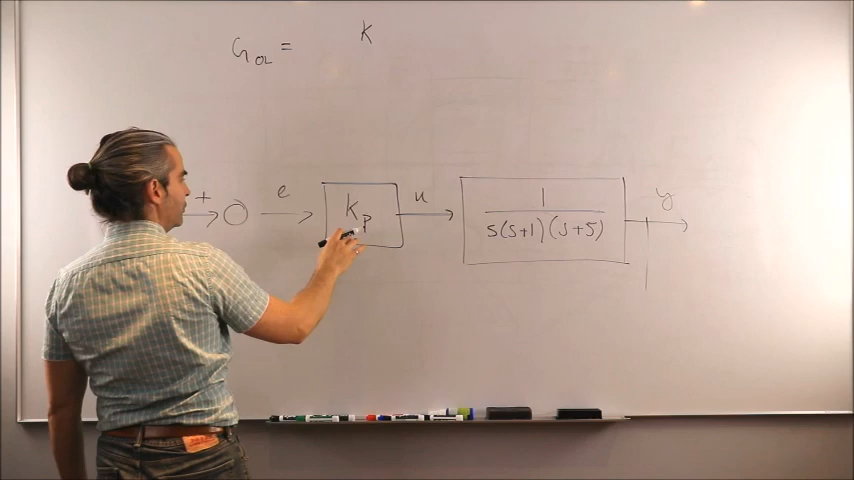 G_OL = K
+ e K_P u 1 y
s(s+1)(s+5)